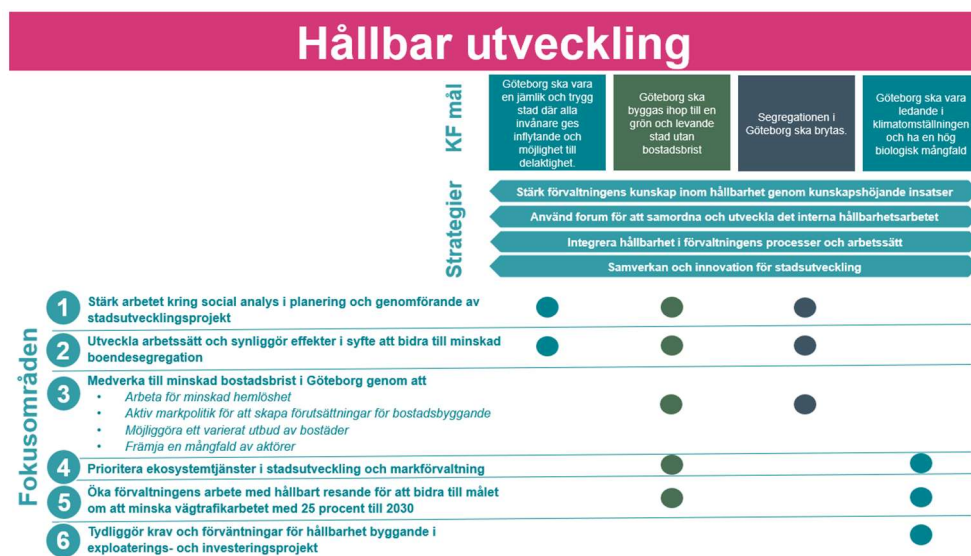 Hållbar utveckling
KF mål
Göteborg ska vara
en jämlik och trygg
stad där alla
invånare ges
inflytande och
möjlighet till
delaktighet.
Göteborg ska
byggas ihop till en
grön och levande
stad utan
bostadsbrist
Segregationen i
Göteborg ska brytas.
Göteborg ska vara
ledande i
klimatomställningen
och ha en hög
biologisk mångfald
Strategier
Stärk förvaltningens kunskap inom hållbarhet genom kunskapshöjande insatser
Använd forum för att samordna och utveckla det interna hållbarhetsarbetet
Integrera hållbarhet i förvaltningens processer och arbetssätt
Samverkan och innovation för stadsutveckling
Fokusområden
1 Stärk arbetet kring social analys i planering och genomförande av
stadsutvecklingsprojekt
2 Utveckla arbetssätt och synliggör effekter i syfte att bidra till minskad
boendesegregation
3 Medverka till minskad bostadsbrist i Göteborg genom att
• Arbeta för minskad hemlöshet
• Aktiv markpolitik för att skapa förutsättningar för bostadsbyggande
• Möjliggöra ett varierat utbud av bostäder
• Främja en mångfald av aktörer
4 Prioritera ekosystemtjänster i stadsutveckling och markförvaltning
5 Öka förvaltningens arbete med hållbart resande för att bidra till målet
om att minska vägtrafikarbetet med 25 procent till 2030
6 Tydliggör krav och förväntningar för hållbarhet byggande i
exploaterings- och investeringsprojekt